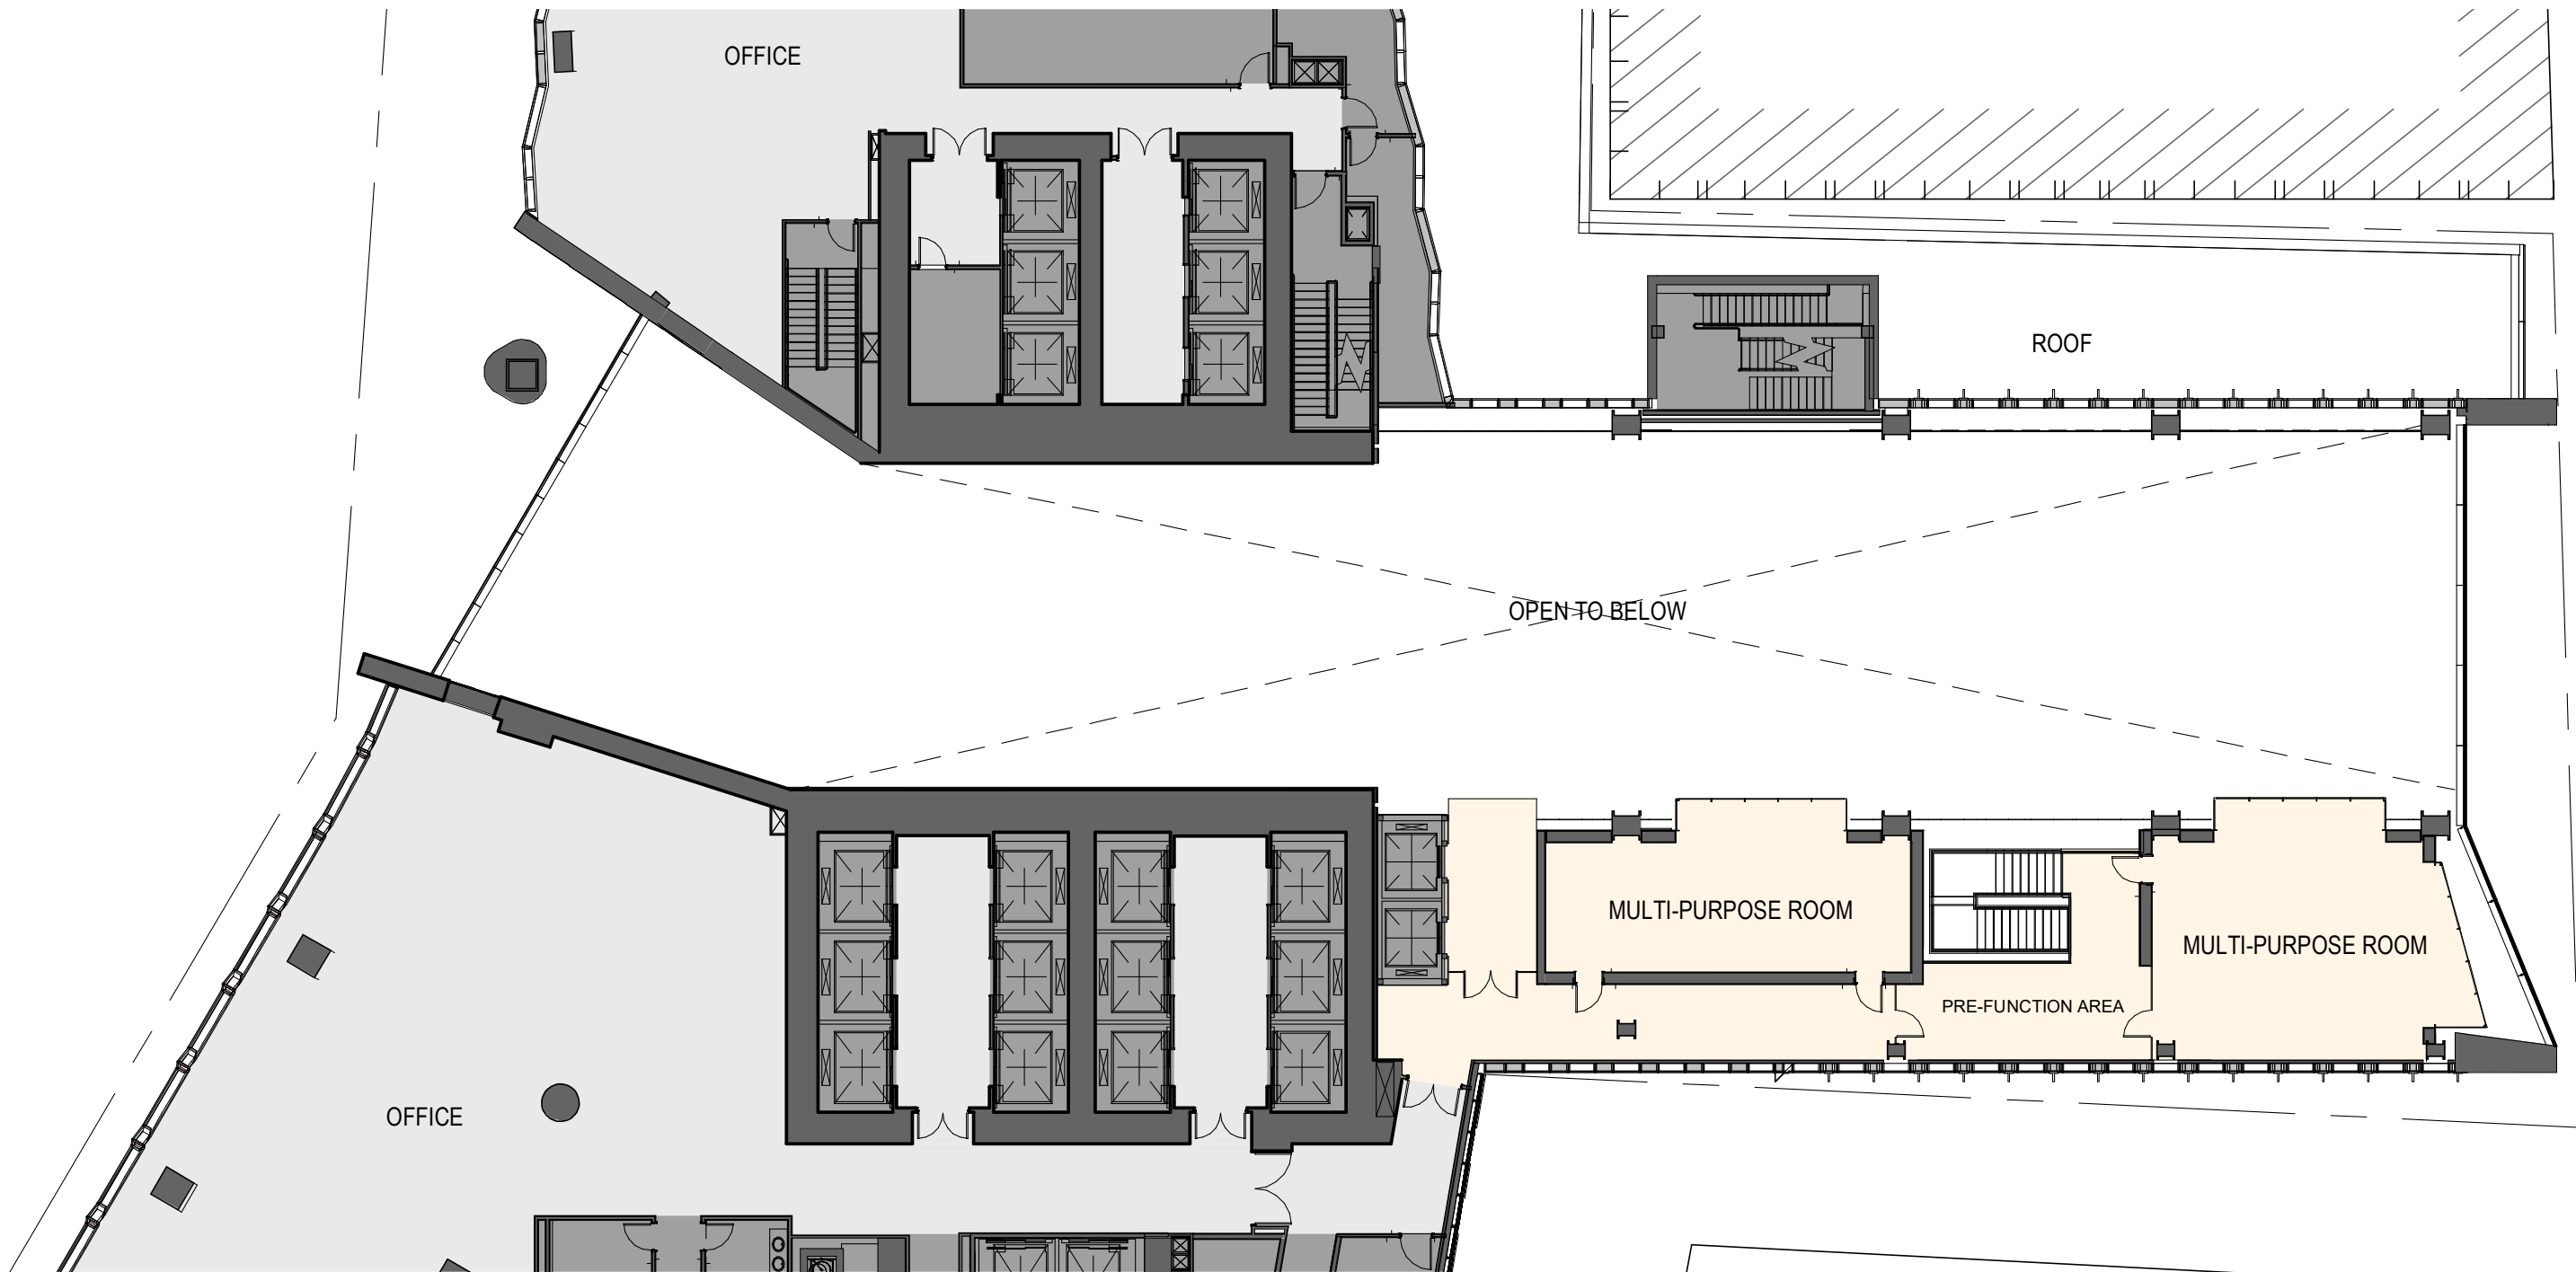 OFFICE
ROOF
OPEN TO BELOW
MULTI-PURPOSE ROOM
MULTI-PURPOSE ROOM
PRE-FUNCTION AREA
OFFICE